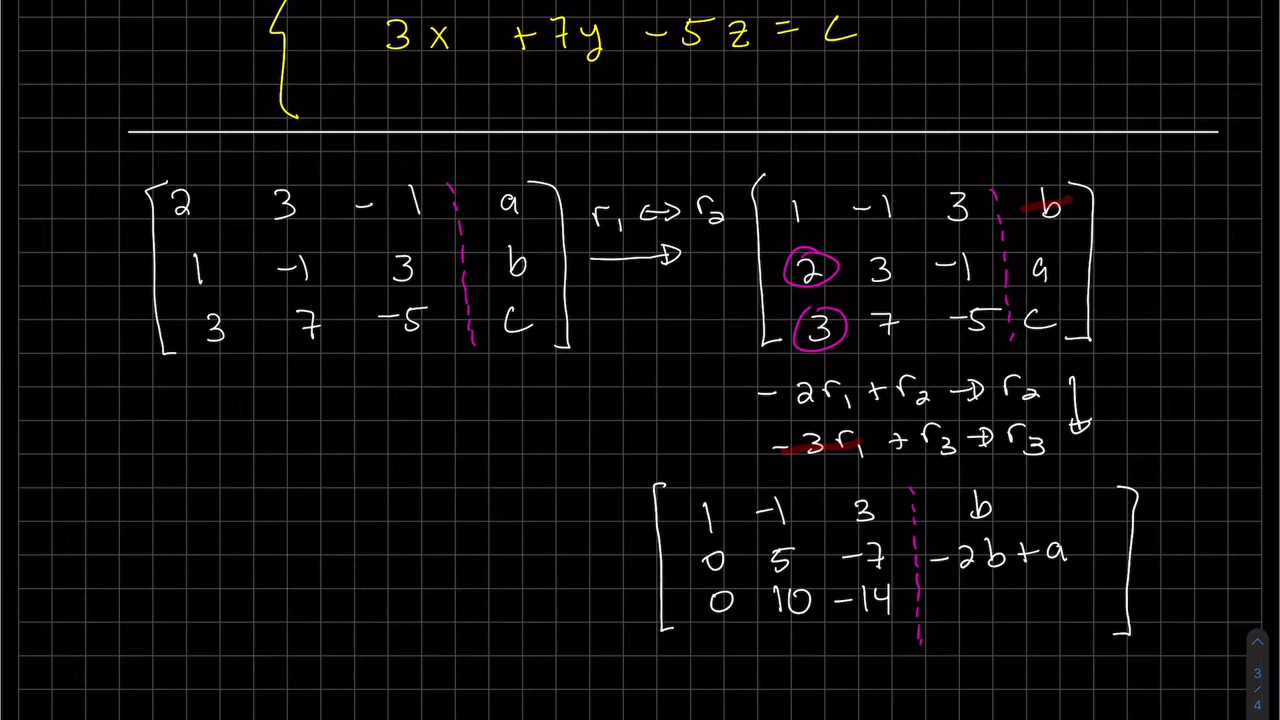 3x +7y -5z = c
2 3 -1 a r₁ ↔ r₂ 1 -1 3 b
1 -1 3 b → 2 3 -1 a
3 7 -5 c 3 7 -5 c
-2r₁ + r₂ → r₂ ↓
-3r₁ + r₃ → r₃
1 -1 3 b
0 5 -7 -2b+a
0 10 -14
3
/
4